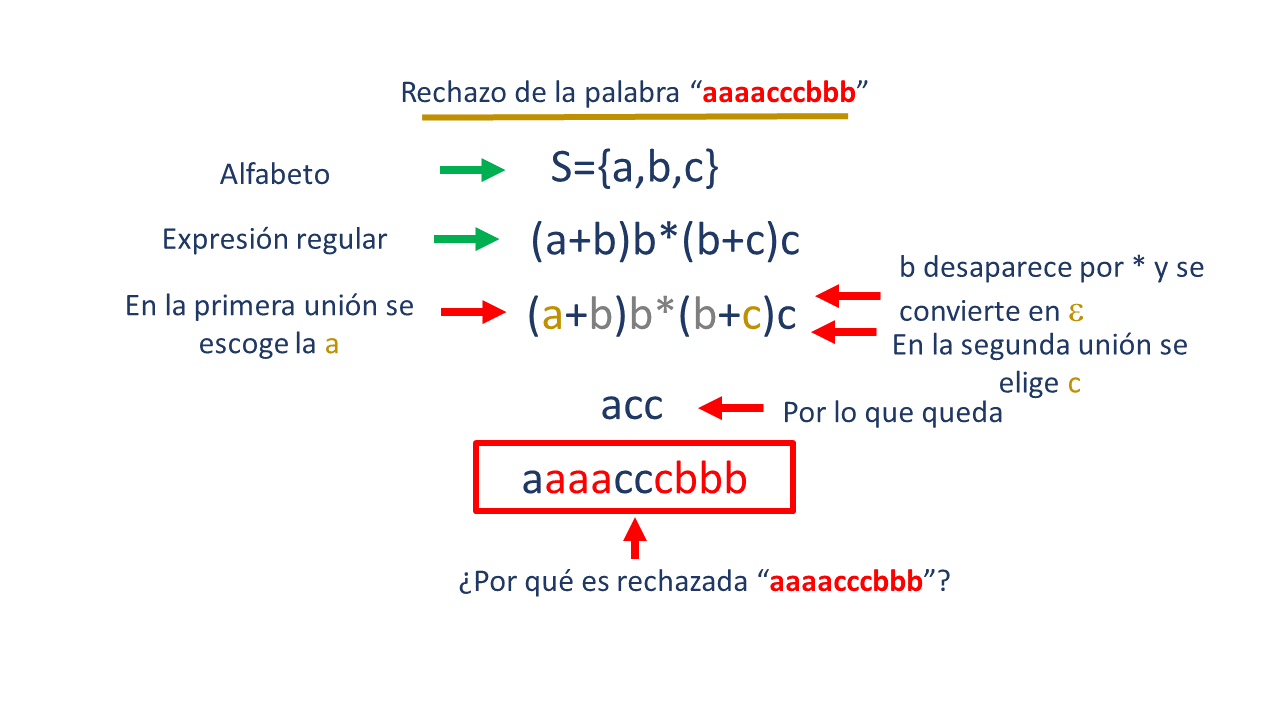 Rechazo de la palabra “aaaacccbbb”
Alfabeto
S={a,b,c}
Expresión regular
(a+b)b*(b+c)c
En la primera unión se
escoge la a
(a+b)b*(b+c)c
b desaparece por * y se
convierte en ε
En la segunda unión se
elige c
acc
Por lo que queda
aaaacccbbb
¿Por qué es rechazada “aaaacccbbb”?